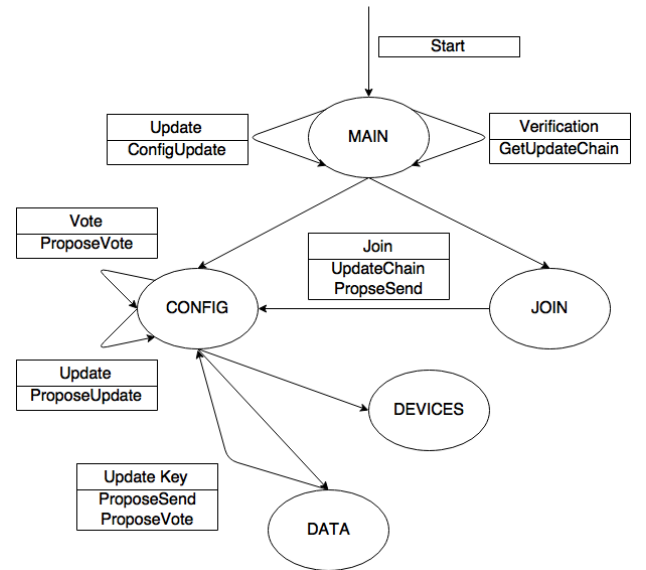 Start
Update
ConfigUpdate
MAIN
Verification
GetUpdateChain
Vote
ProposeVote
Join
UpdateChain
PropseSend
CONFIG
JOIN
Update
ProposeUpdate
DEVICES
Update Key
ProposeSend
ProposeVote
DATA